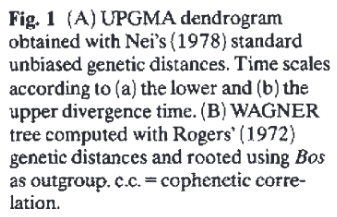 Fig. 1 (A) UPGMA dendrogram
obtained with Nei's (1978) standard
unbiased genetic distances. Time scales
according to (a) the lower and (b) the
upper divergence time. (B) WAGNER
tree computed with Rogers' (1972)
genetic distances and rooted using Bos
as outgroup. c.c. = cophenetic corre-
lation.